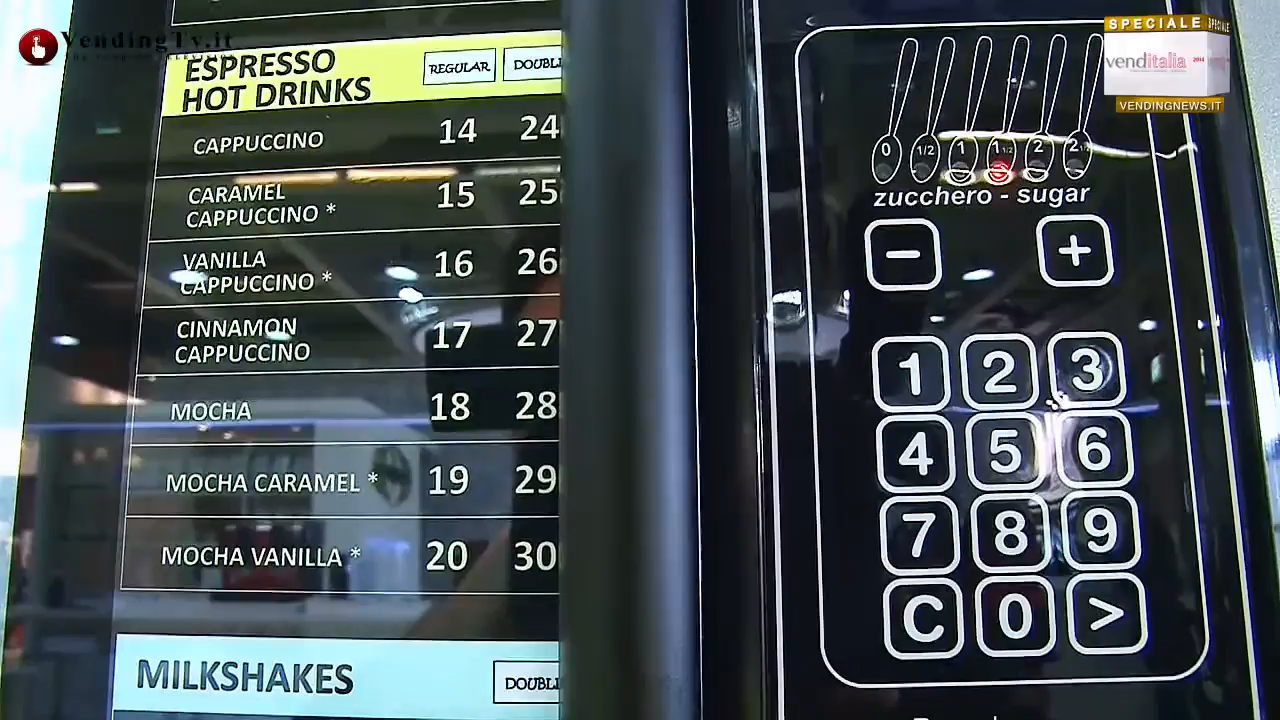 VendingTv.it
ESPRESSO
HOT DRINKS
REGULAR
CAPPUCCINO 14 24
CARAMEL
CAPPUCCINO * 15 25
VANILLA
CAPPUCCINO * 16 26
CINNAMON
CAPPUCCINO 17 27
MOCHA 18 28
MOCHA CARAMEL * 19 29
MOCHA VANILLA * 20 30
MILKSHAKES
0 1/2 1 1 1/2 2 2 1/2
zucchero - sugar
- +
1 2 3
4 5 6
7 8 9
C 0 >
SPECIALE SPECIALE
venditalia 2014
VENDINGNEWS.IT